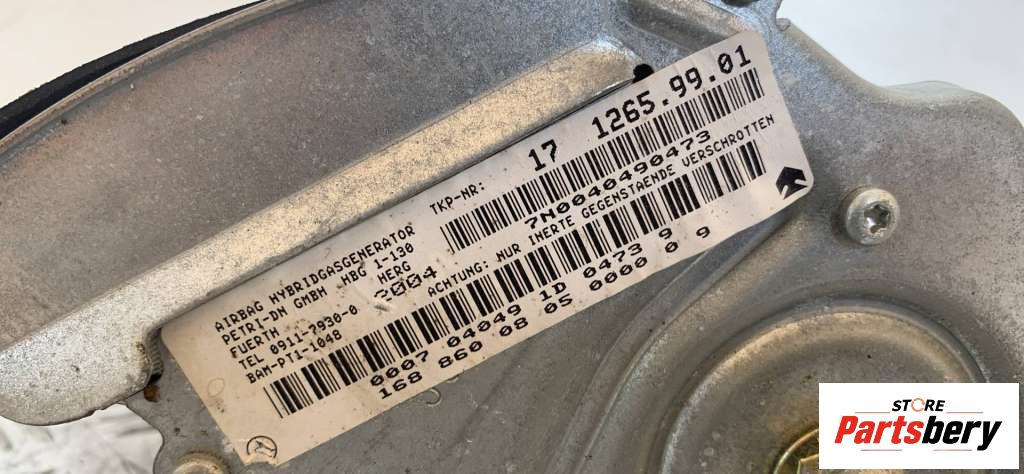 TKP-NR: 17 1265.99.01
7N0040490473
AIRBAG HYBRIDGASGENERATOR
PETRI-DN GMBH HBG 1-130
FUERTH HERG.
TEL 0911-7930-0 2004
BAM-PT1-1048
ACHTUNG: NUR INERTE GEGENSTAENDE VERSCHROTTEN
0007 04049 1D 0473 9
168 860 08 05 0000 0 9
STORE
Partsbery